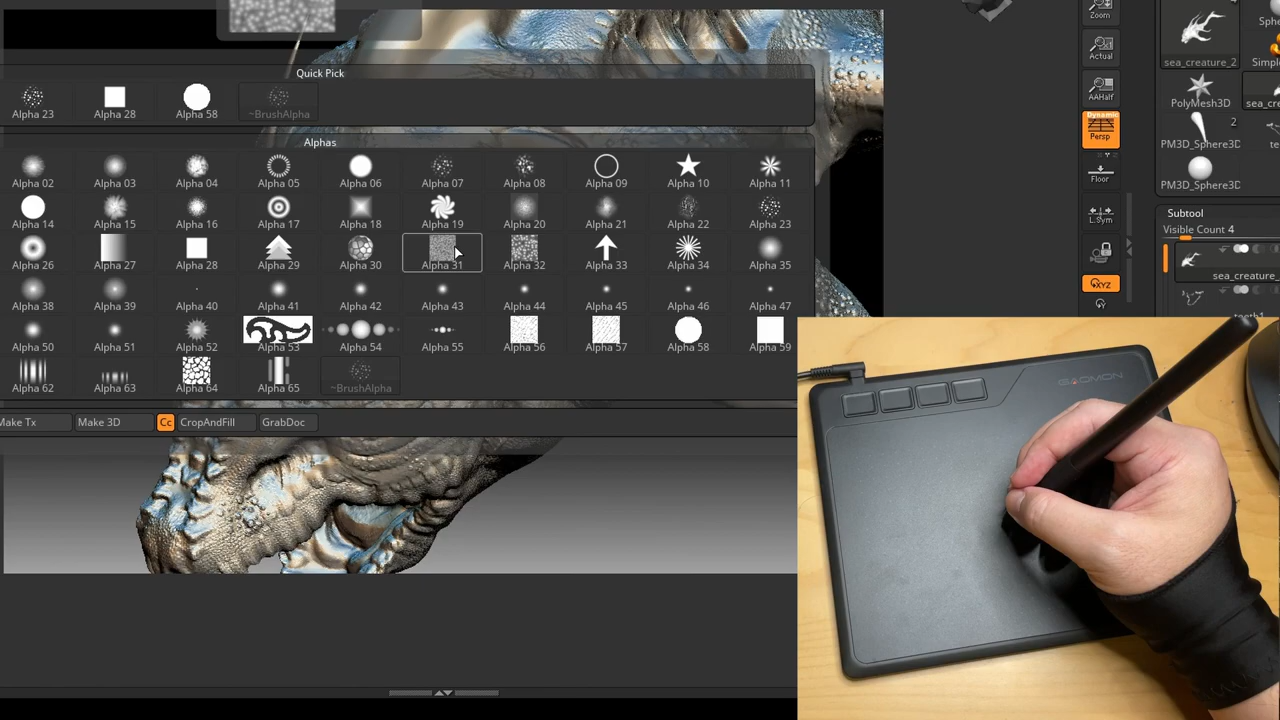 Quick Pick
Alpha 23 Alpha 28 Alpha 58 ~BrushAlpha
Alphas
Alpha 02 Alpha 03 Alpha 04 Alpha 05 Alpha 06 Alpha 07 Alpha 08 Alpha 09 Alpha 10 Alpha 11
Alpha 14 Alpha 15 Alpha 16 Alpha 17 Alpha 18 Alpha 19 Alpha 20 Alpha 21 Alpha 22 Alpha 23
Alpha 26 Alpha 27 Alpha 28 Alpha 29 Alpha 30 Alpha 31 Alpha 32 Alpha 33 Alpha 34 Alpha 35
Alpha 38 Alpha 39 Alpha 40 Alpha 41 Alpha 42 Alpha 43 Alpha 44 Alpha 45 Alpha 46 Alpha 47
Alpha 50 Alpha 51 Alpha 52 Alpha 53 Alpha 54 Alpha 55 Alpha 56 Alpha 57 Alpha 58 Alpha 59
Alpha 62 Alpha 63 Alpha 64 Alpha 65 ~BrushAlpha
Make Tx Make 3D Cc CropAndFill GrabDoc
Zoom
Actual
AAHalf
Dynamic
Persp
Floor
L.Sym
XYZ
sea_creature_2 Simple
PolyMesh3D sea_cre
2
PM3D_Sphere3D te
PM3D_Sphere3D
Subtool
Visible Count 4
sea_creature_
teeth1
GAOMON